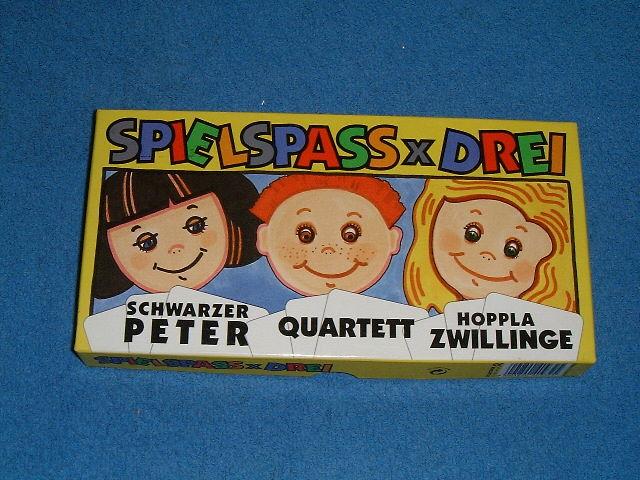 SPIELSPASS x DREI
SCHWARZER
PETER
QUARTETT
HOPPLA
ZWILLINGE
SPIELSPASS x DREI